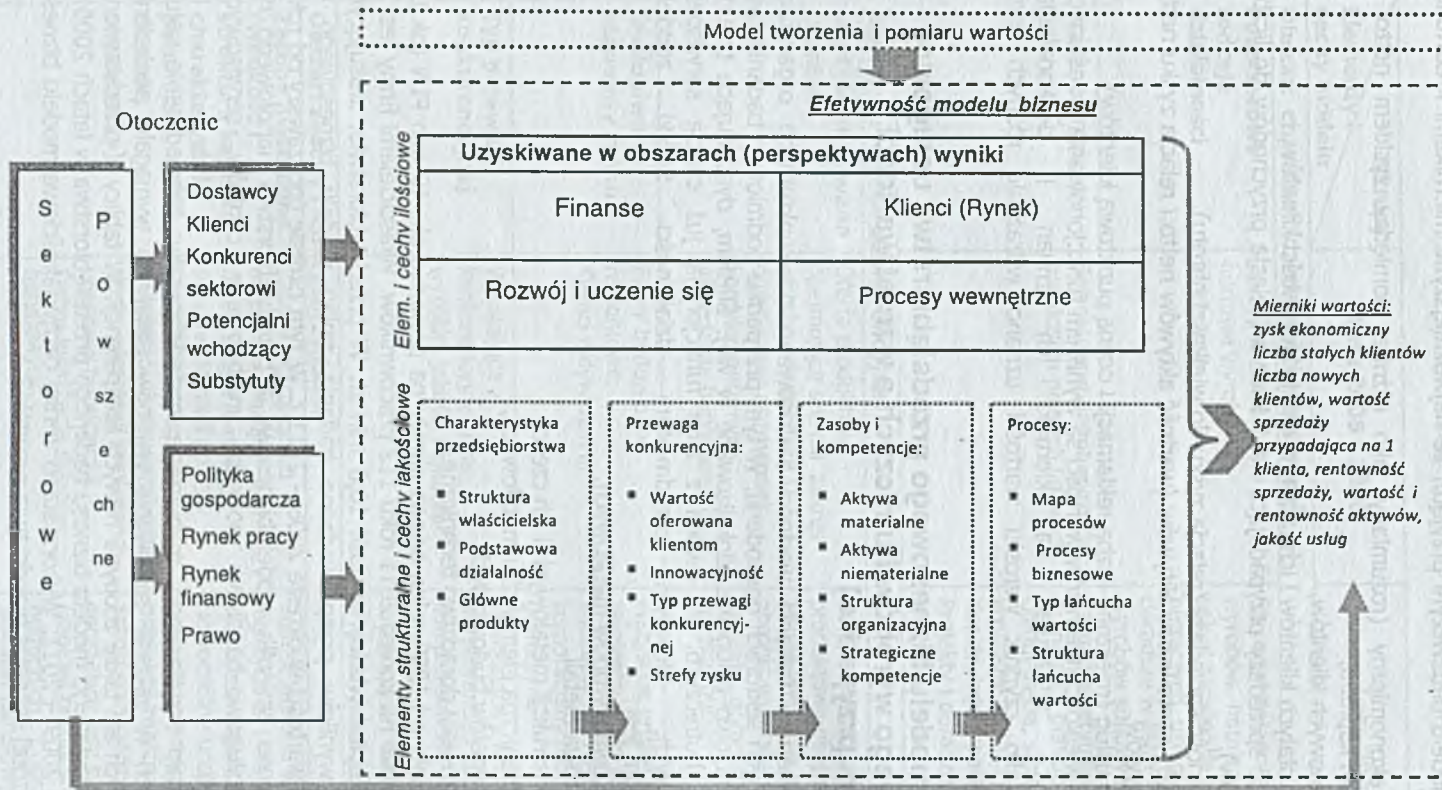 Model tworzenia i pomiaru wartości
Efetywność modelu biznesu
Otoczenie
Sektorowe
Powszechne
Dostawcy
Klienci
Konkurenci
sektorowi
Potencjalni
wchodzący
Substytuty
Polityka
gospodarcza
Rynek pracy
Rynek
finansowy
Prawo
Elem. i cechy ilościowe
Uzyskiwane w obszarach (perspektywach) wyniki
Finanse
Klienci (Rynek)
Rozwój i uczenie się
Procesy wewnętrzne
Elementy strukturalne i cechy jakościowe
Charakterystyka
przedsiębiorstwa
▪ Struktura
właścicielska
▪ Podstawowa
działalność
▪ Główne
produkty
Przewaga
konkurencyjna:
▪ Wartość
oferowana
klientom
▪ Innowacyjność
▪ Typ przewagi
konkurencyj-
nej
▪ Strefy zysku
Zasoby i
kompetencje:
▪ Aktywa
materialne
▪ Aktywa
niematerialne
▪ Struktura
organizacyjna
▪ Strategiczne
kompetencje
Procesy:
▪ Mapa
procesów
▪ Procesy
biznesowe
▪ Typ łańcucha
wartości
▪ Struktura
łańcucha
wartości
Mierniki wartości:
zysk ekonomiczny
liczba stałych klientów
liczba nowych
klientów, wartość
sprzedaży
przypadająca na 1
klienta, rentowność
sprzedaży, wartość i
rentowność aktywów,
jakość usług